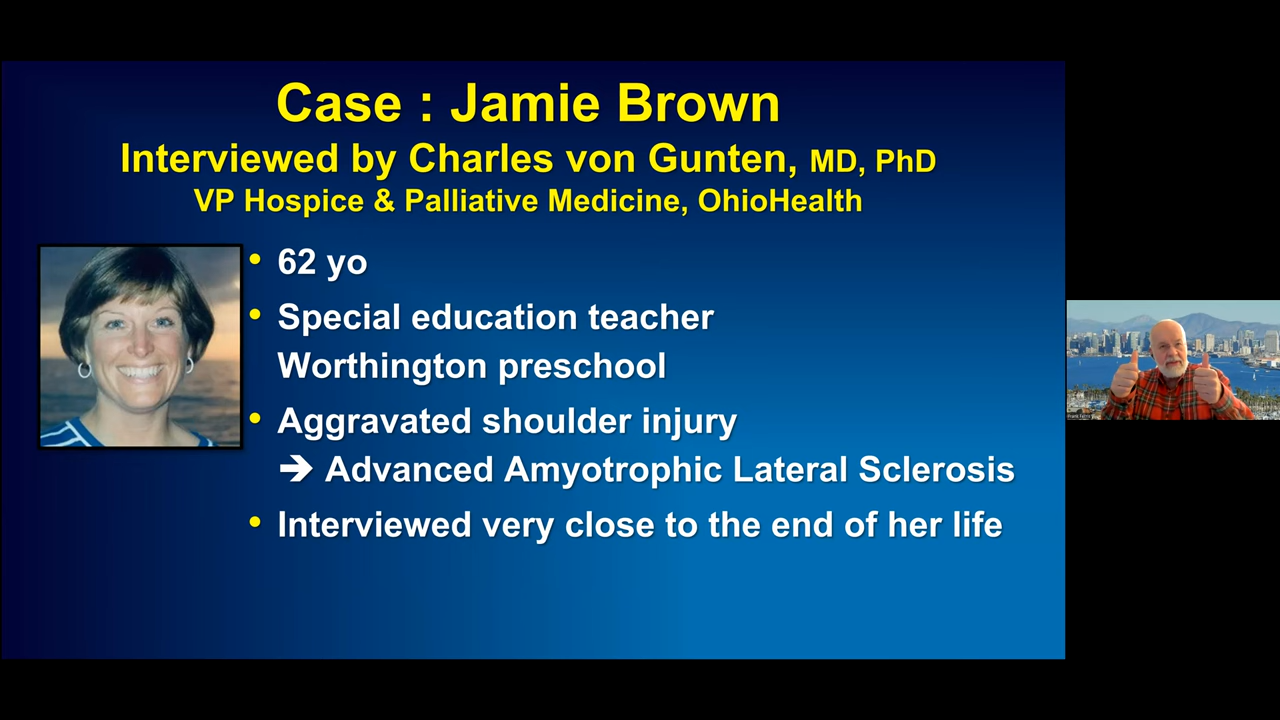 Case : Jamie Brown
Interviewed by Charles von Gunten, MD, PhD
VP Hospice & Palliative Medicine, OhioHealth
• 62 yo
• Special education teacher
Worthington preschool
• Aggravated shoulder injury
➔ Advanced Amyotrophic Lateral Sclerosis
• Interviewed very close to the end of her life